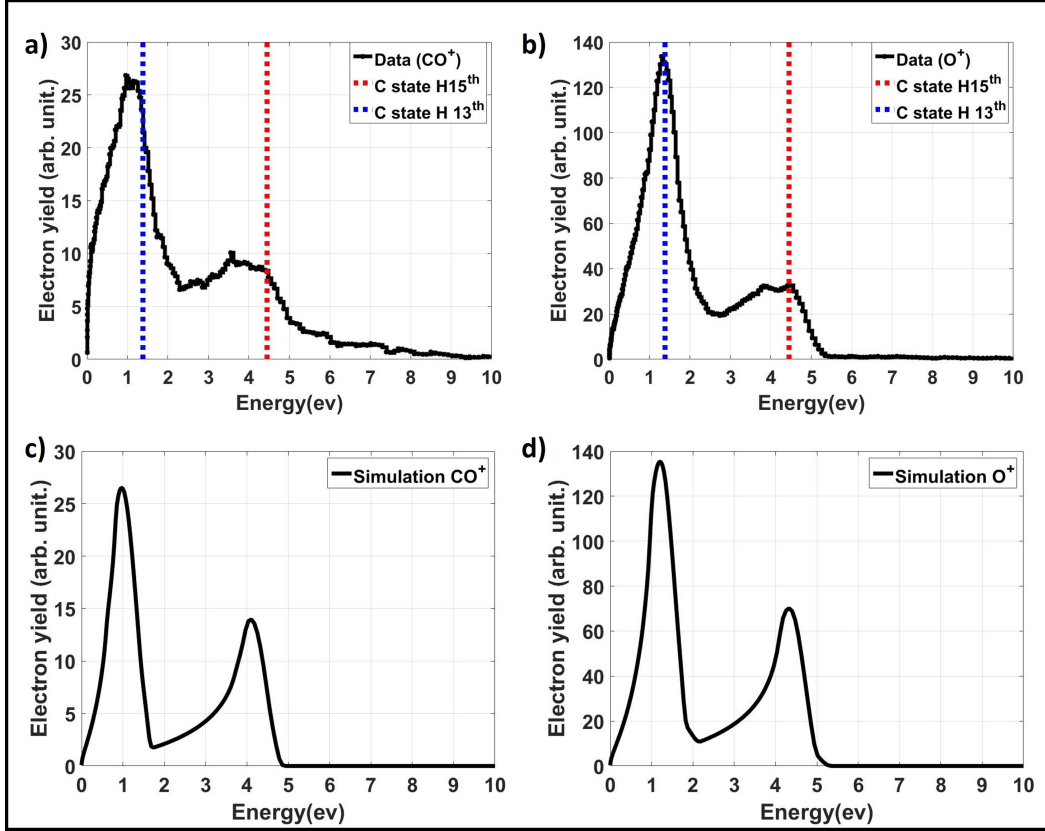 a)
30
25
20
15
10
5
0
Electron yield (arb. unit.)
Data (CO⁺)
C state H15ᵗʰ
C state H 13ᵗʰ
0 1 2 3 4 5 6 7 8 9 10
Energy(ev)
b)
140
120
100
80
60
40
20
0
Electron yield (arb. unit.)
Data (O⁺)
C state H15ᵗʰ
C state H 13ᵗʰ
0 1 2 3 4 5 6 7 8 9 10
Energy(ev)
c)
30
25
20
15
10
5
0
Electron yield (arb. unit.)
Simulation CO⁺
0 1 2 3 4 5 6 7 8 9 10
Energy(ev)
d)
140
120
100
80
60
40
20
0
Electron yield (arb. unit.)
Simulation O⁺
0 1 2 3 4 5 6 7 8 9 10
Energy(ev)